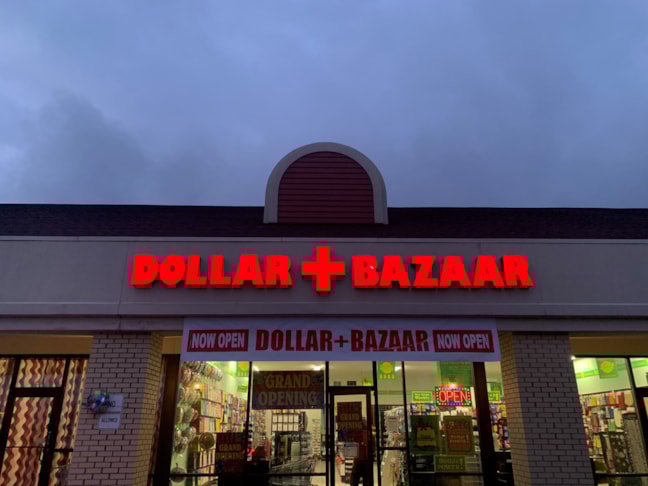 DOLLAR + BAZAAR
NOW OPEN DOLLAR+BAZAAR NOW OPEN
GRAND
OPENING
OPEN